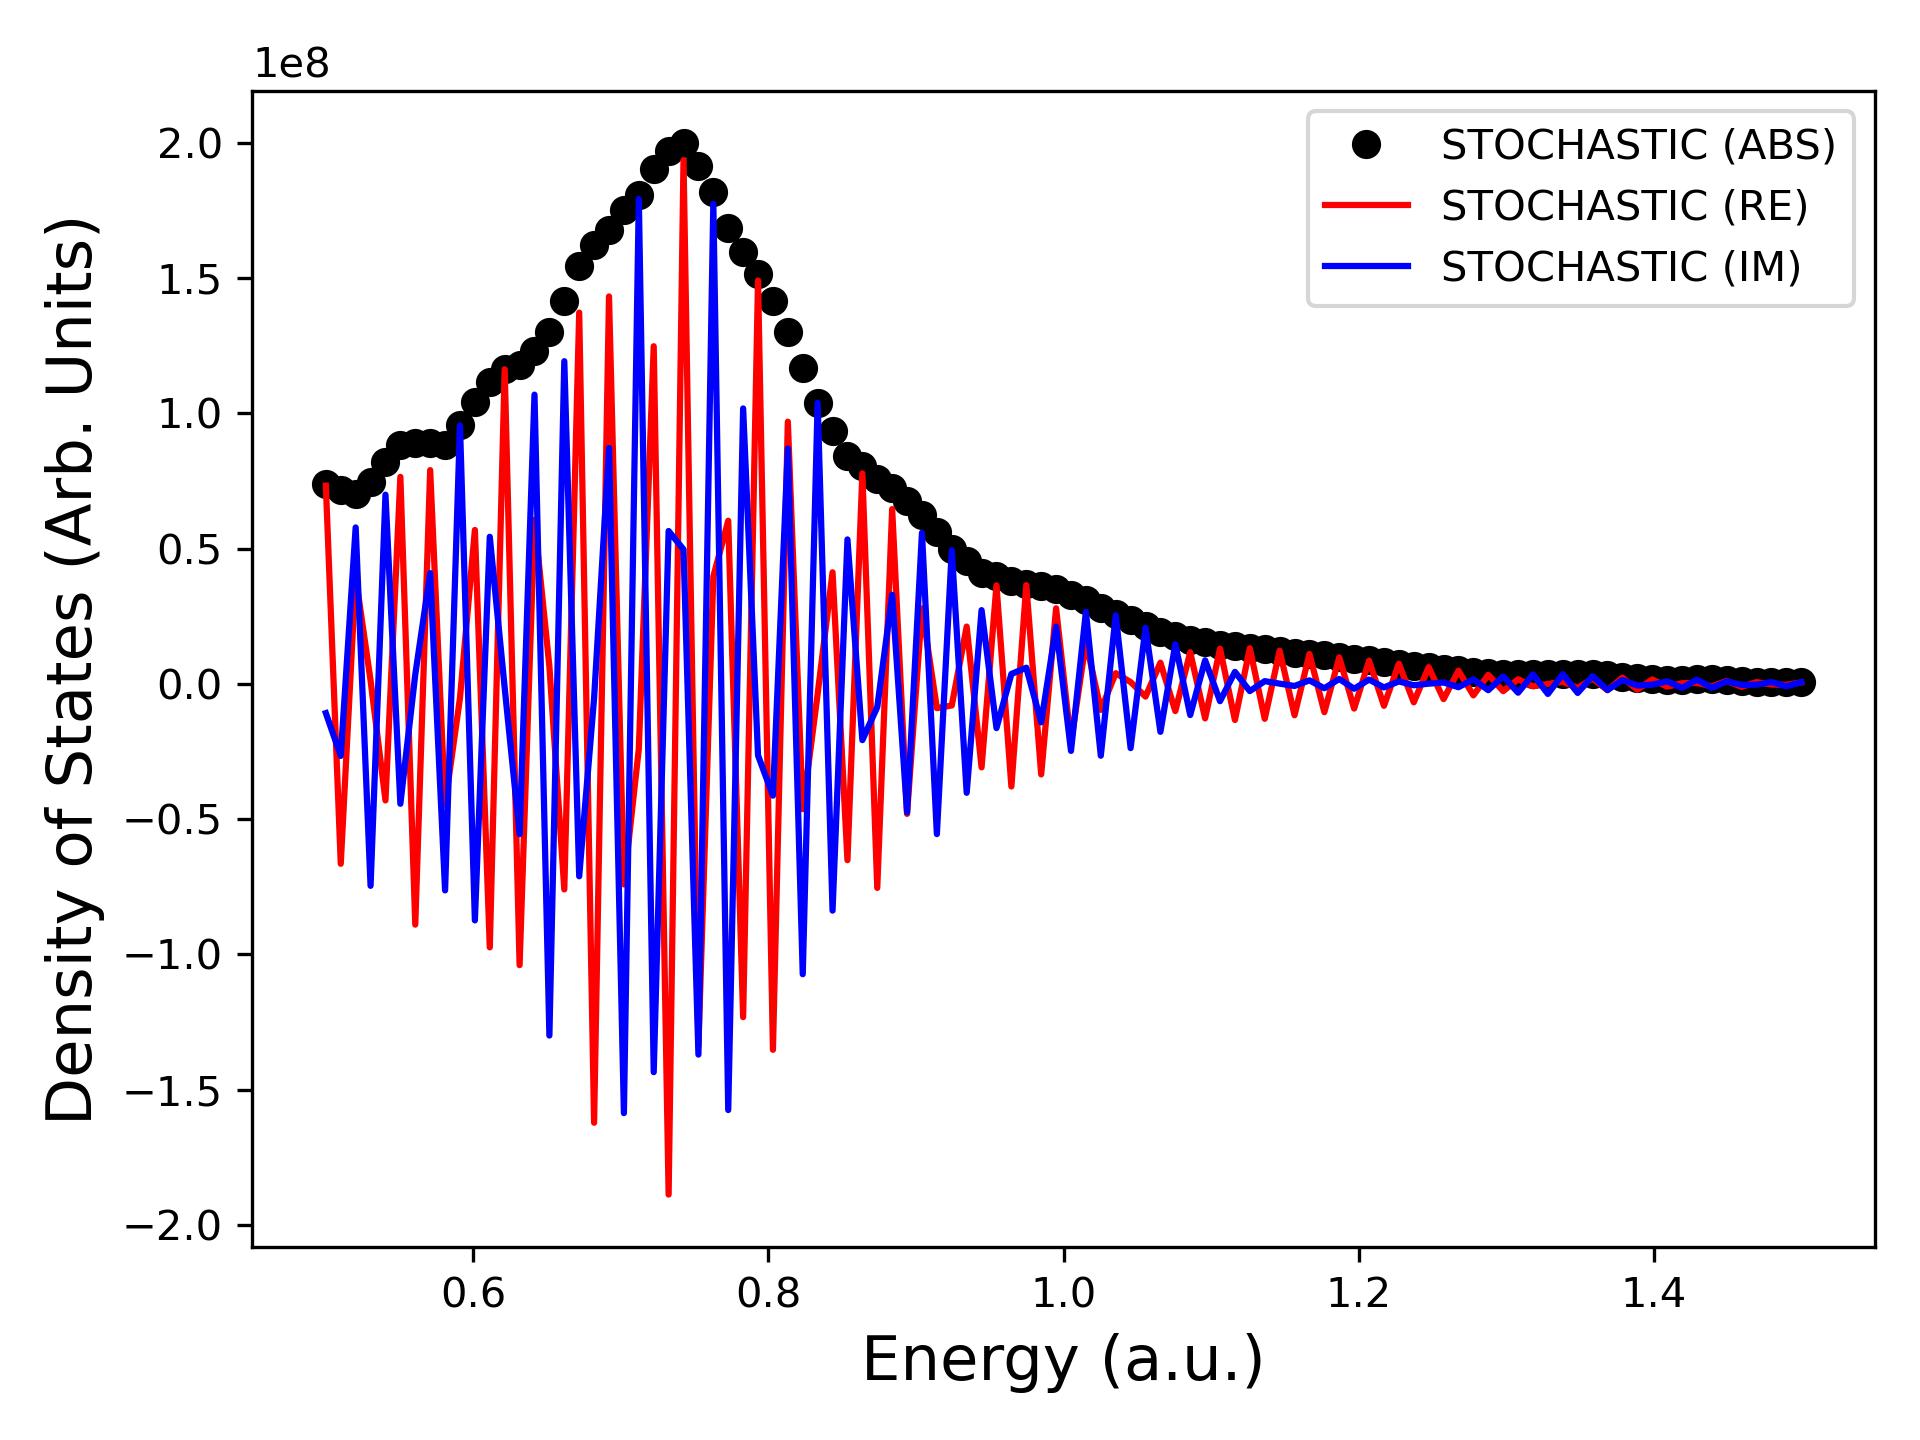 1e8
2.0
1.5
1.0
0.5
0.0
−0.5
−1.0
−1.5
−2.0
Density of States (Arb. Units)
STOCHASTIC (ABS)
STOCHASTIC (RE)
STOCHASTIC (IM)
0.6 0.8 1.0 1.2 1.4
Energy (a.u.)